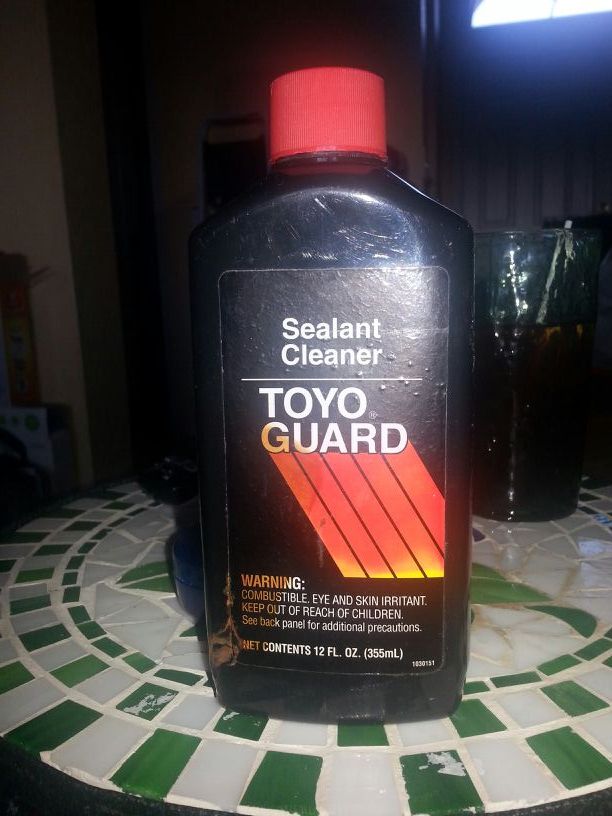 Sealant
Cleaner
TOYO®
GUARD
WARNING:
COMBUSTIBLE. EYE AND SKIN IRRITANT.
KEEP OUT OF REACH OF CHILDREN.
See back panel for additional precautions.
NET CONTENTS 12 FL. OZ. (355mL)
1030151